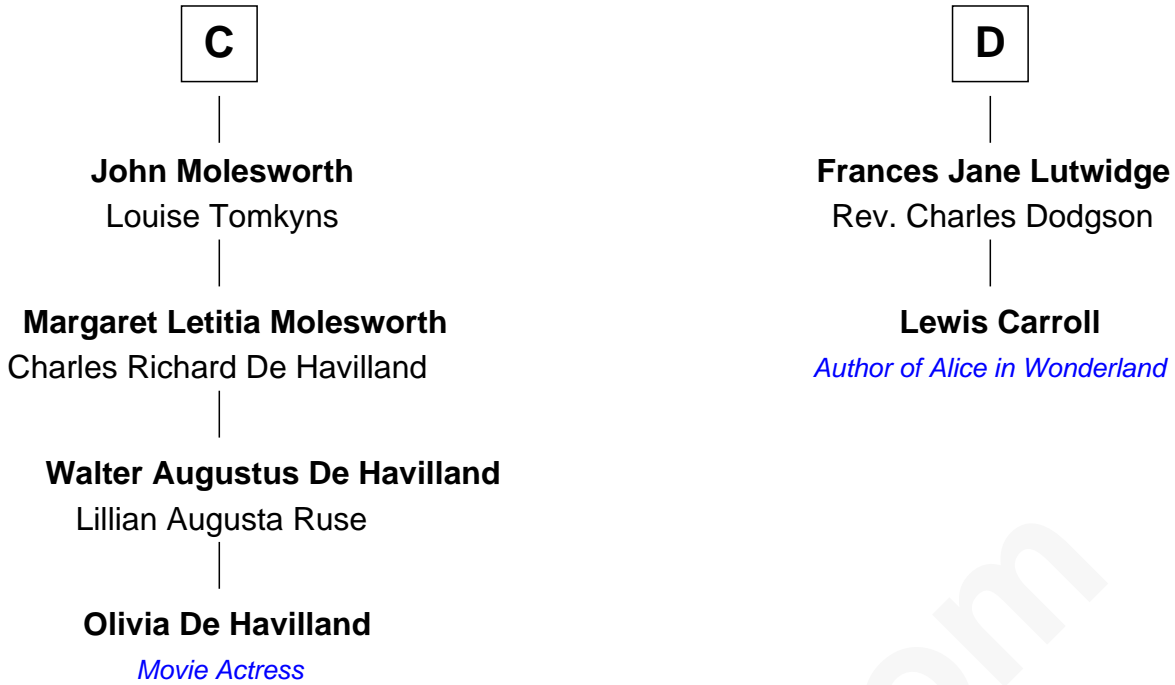 C
John Molesworth
Louise Tomkyns
Margaret Letitia Molesworth
Charles Richard De Havilland
Walter Augustus De Havilland
Lillian Augusta Ruse
Olivia De Havilland
Movie Actress
D
Frances Jane Lutwidge
Rev. Charles Dodgson
Lewis Carroll
Author of Alice in Wonderland
om